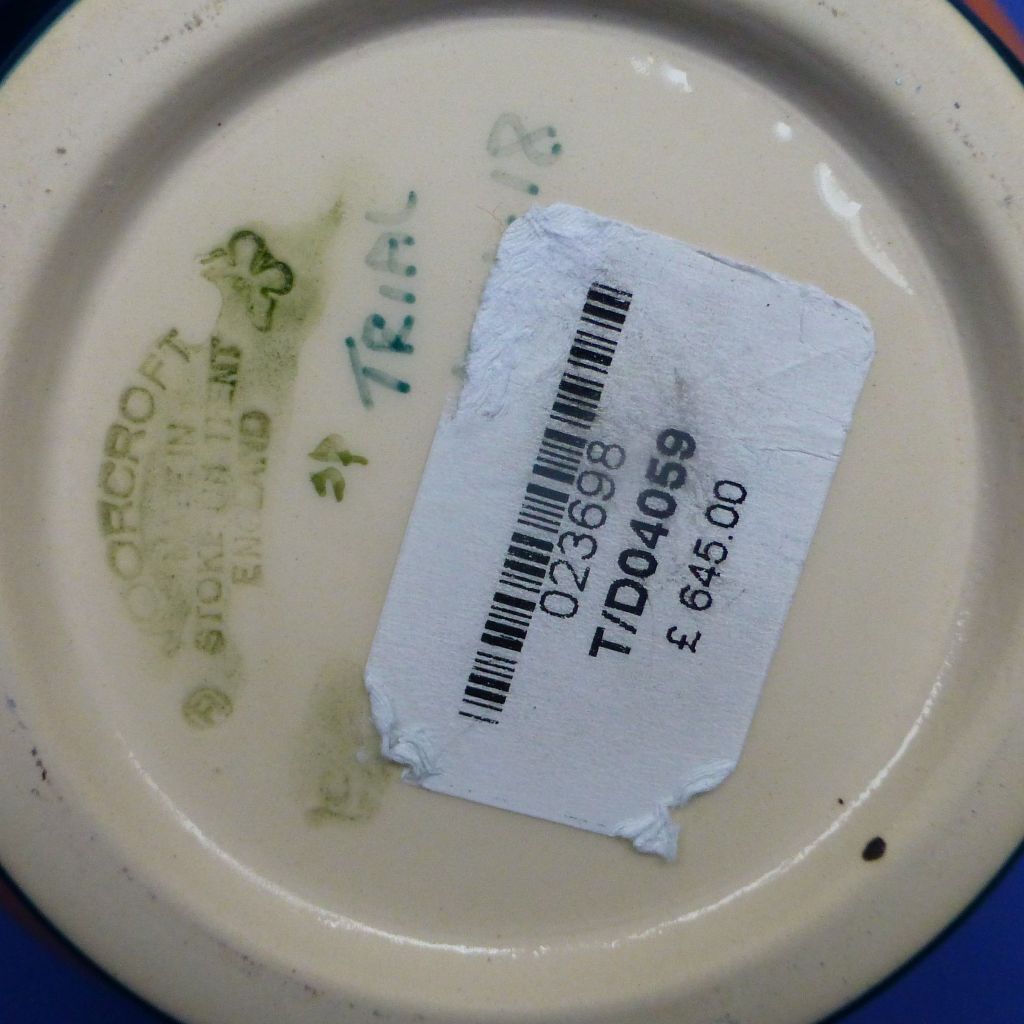 MOORCROFT
STOKE ON TRENT
ENGLAND
TRIAL
.18
023698
T/D04059
£ 645.00